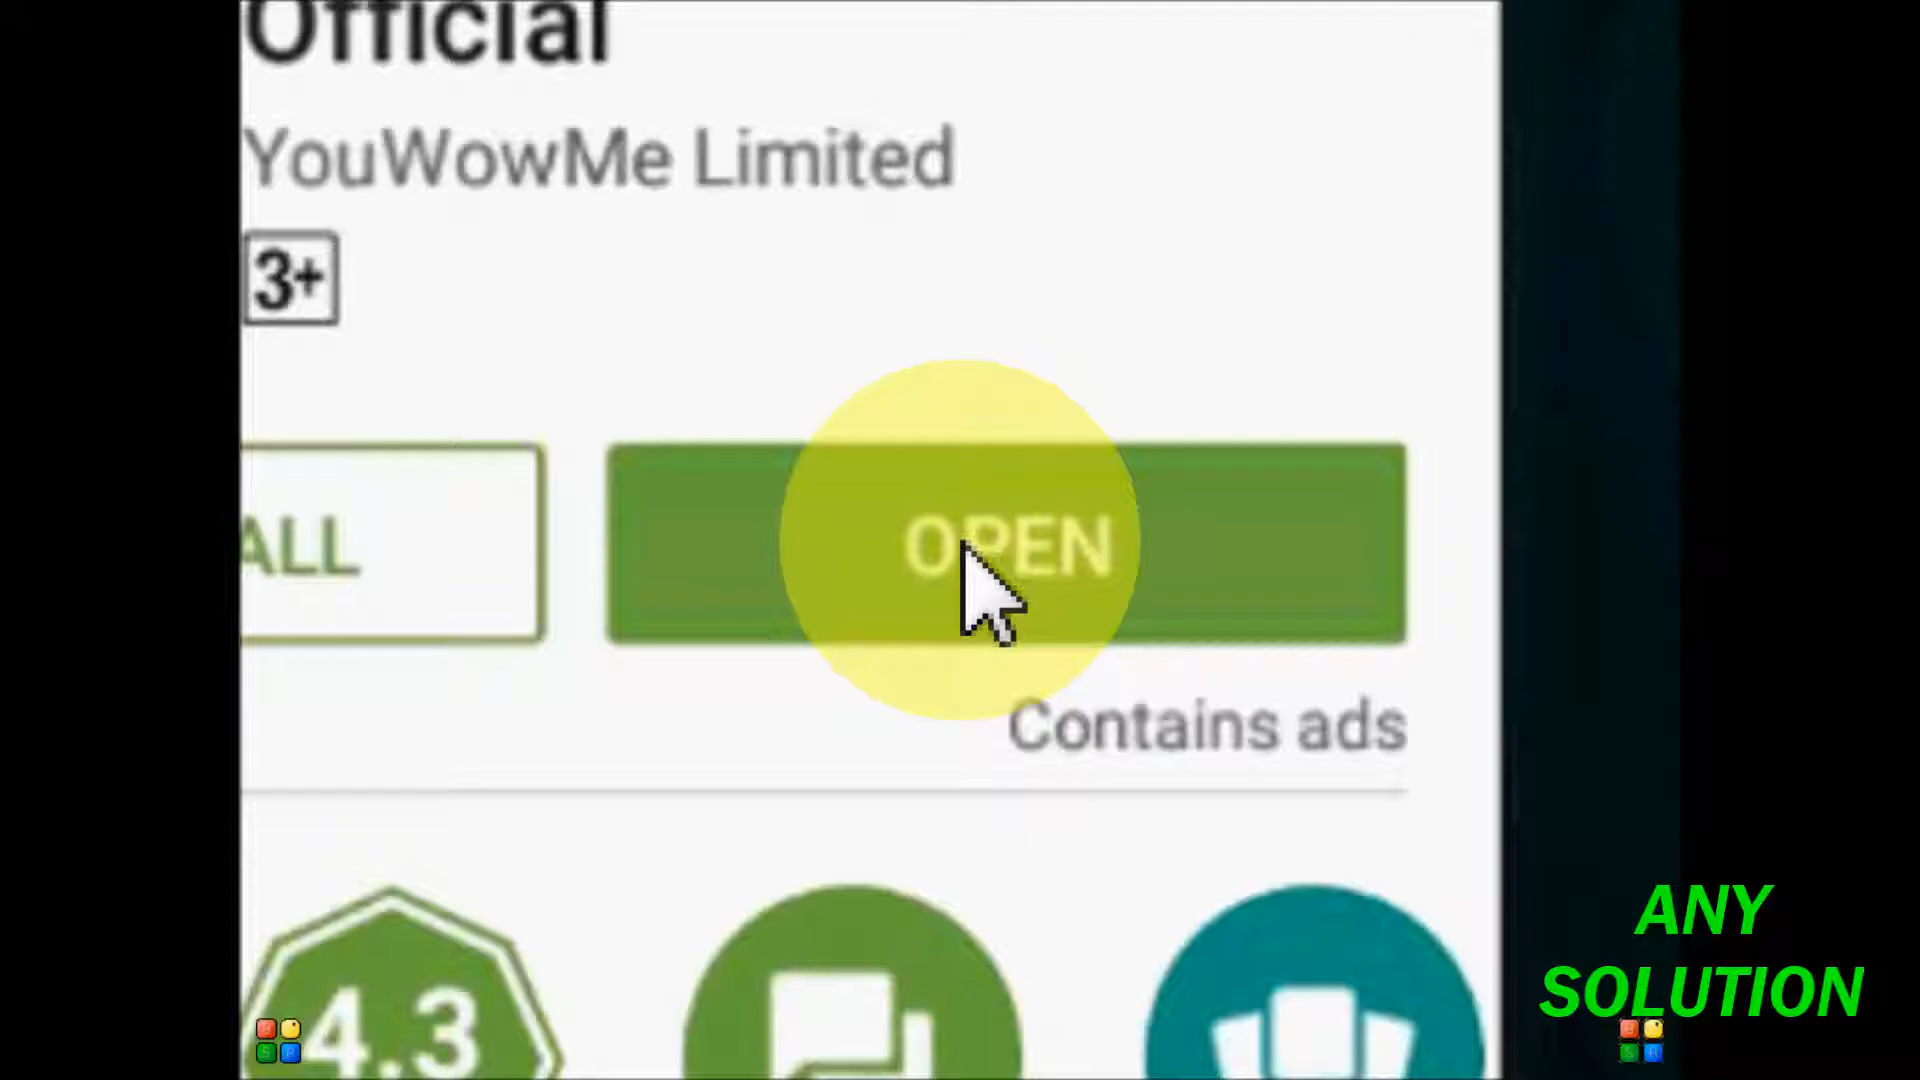 Official
YouWowMe Limited
3+
ALL
OPEN
Contains ads
4.3
ANY
SOLUTION